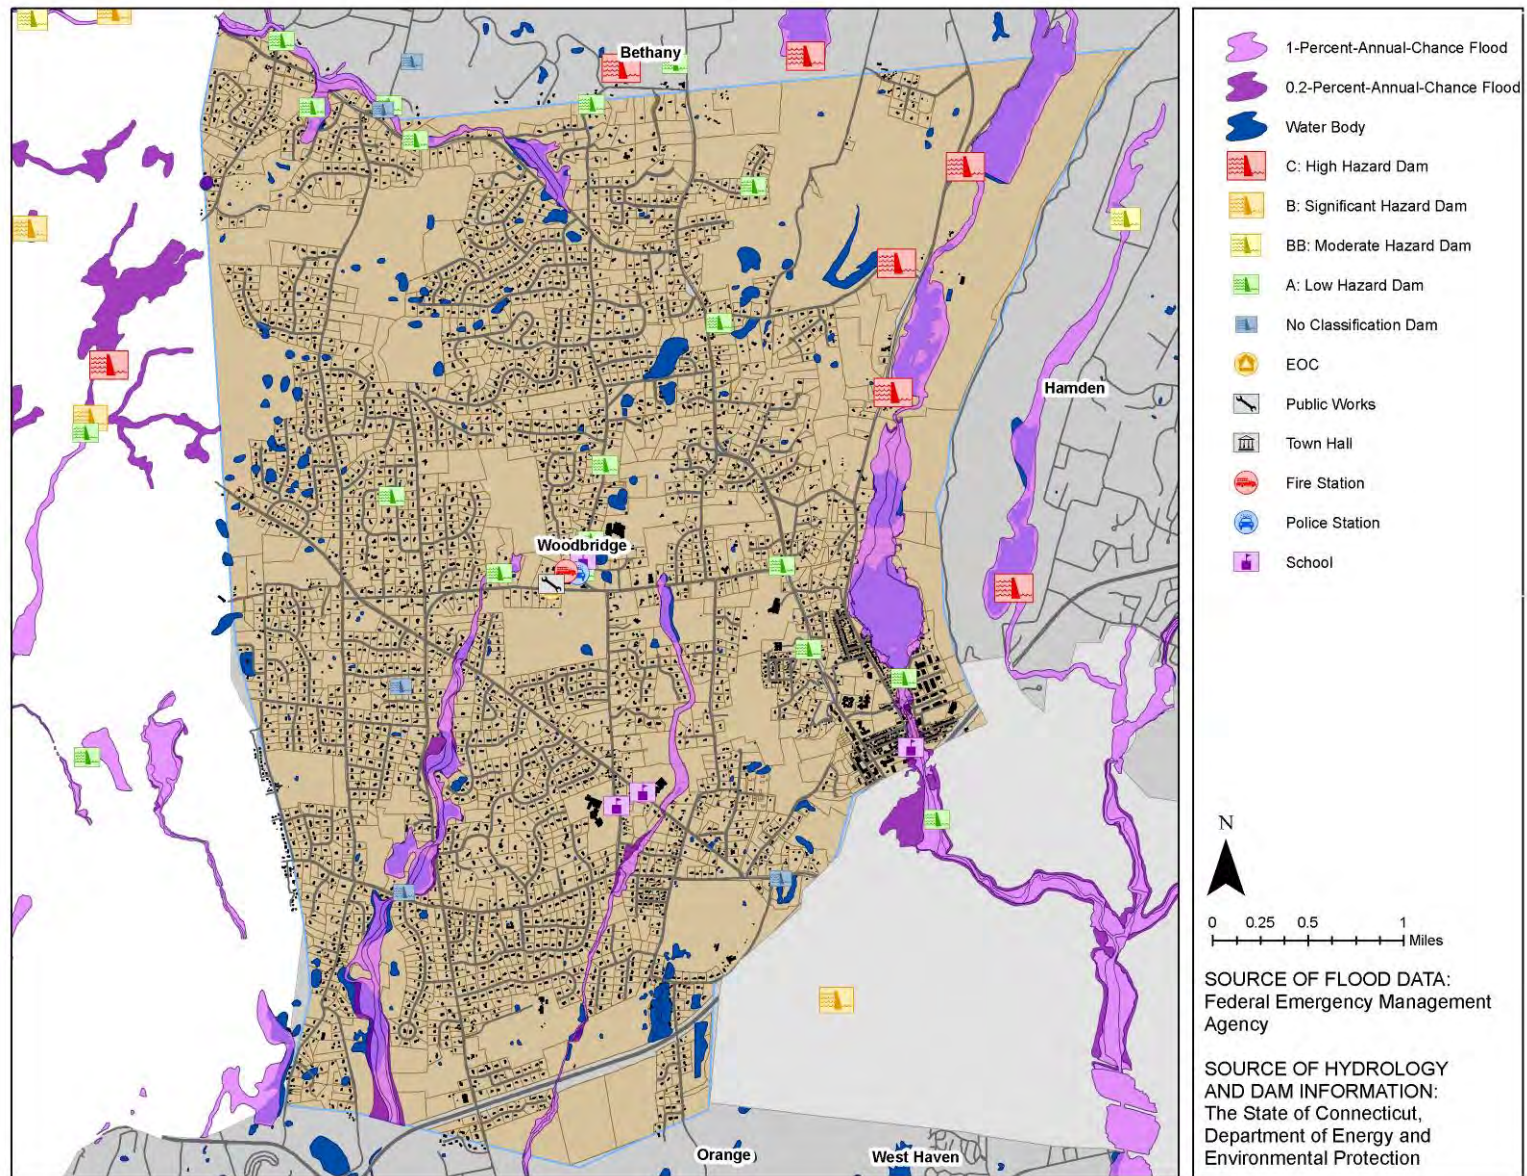 Bethany
Hamden
Woodbridge
Orange
West Haven
1-Percent-Annual-Chance Flood
0.2-Percent-Annual-Chance Flood
Water Body
C: High Hazard Dam
B: Significant Hazard Dam
BB: Moderate Hazard Dam
A: Low Hazard Dam
No Classification Dam
EOC
Public Works
Town Hall
Fire Station
Police Station
School
N
0 0.25 0.5 1
Miles
SOURCE OF FLOOD DATA:
Federal Emergency Management
Agency
SOURCE OF HYDROLOGY
AND DAM INFORMATION:
The State of Connecticut,
Department of Energy and
Environmental Protection